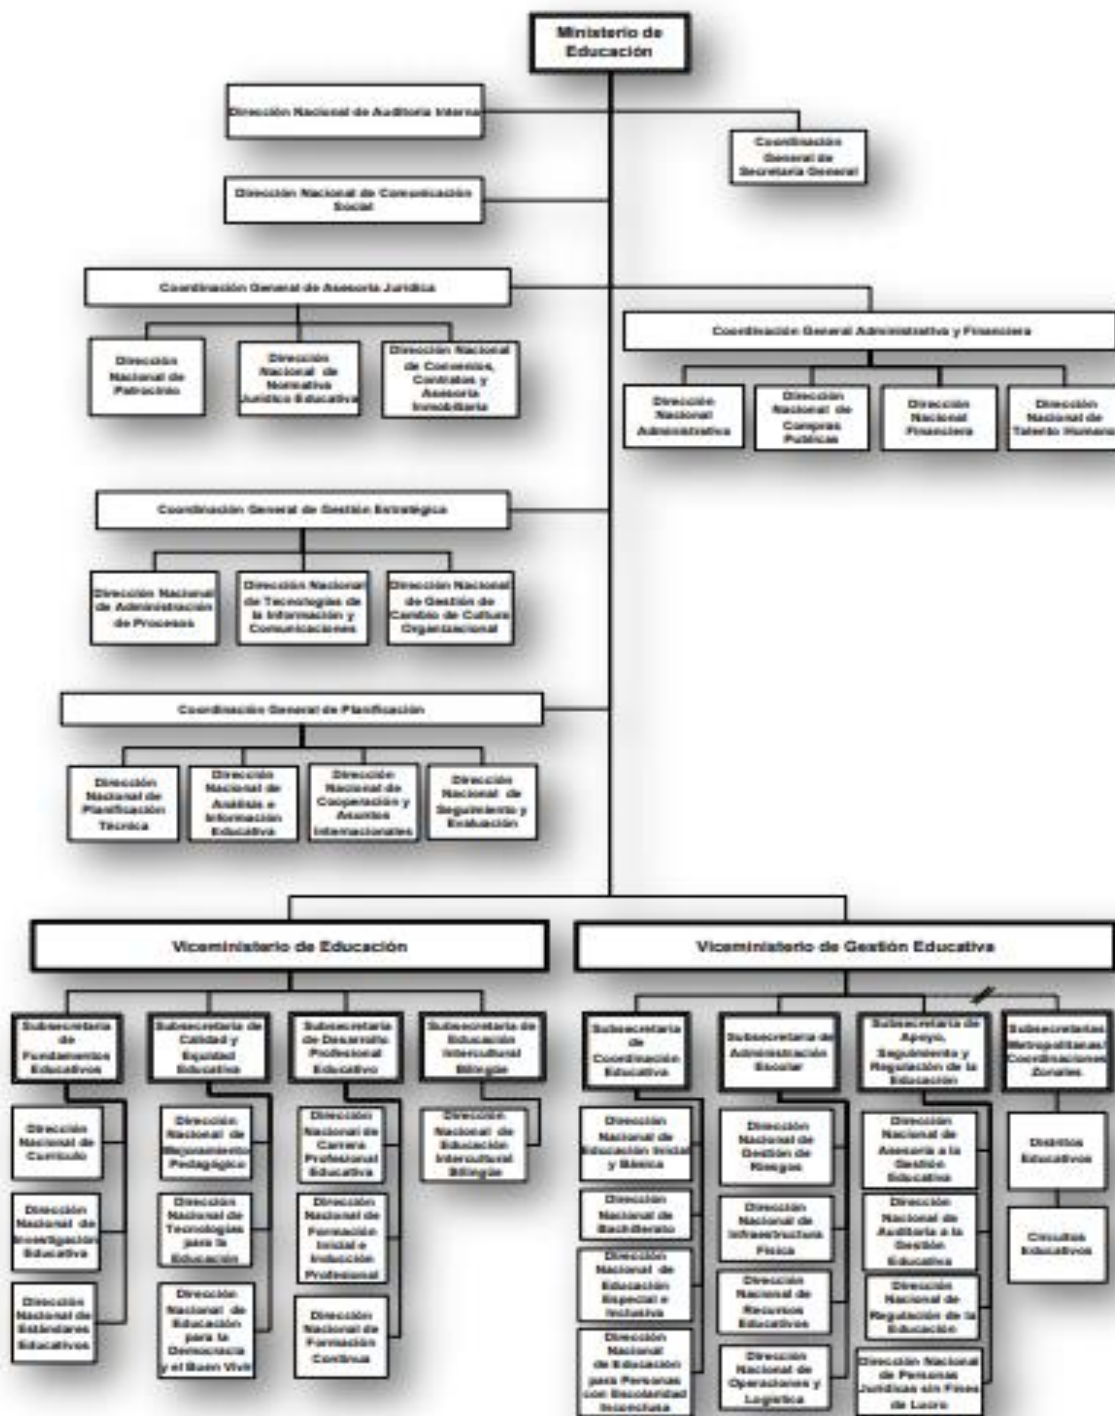 Ministerio de
Educación
Dirección Nacional de Auditoria Interna
Coordinación
General de
Secretaría General
Dirección Nacional de Comunicación
Social
Coordinación General de Asesoría Jurídica
Coordinación General Administrativa y Financiera
Dirección
Nacional de
Patrocinio
Dirección
Nacional de
Normativa
Jurídico Educativa
Dirección Nacional
de Convenios,
Contratos y
Asesoría
Inmobiliaria
Dirección
Nacional
Administrativa
Dirección
Nacional de
Compras
Publicas
Dirección
Nacional
Financiera
Dirección
Nacional de
Talento Humano
Coordinación General de Gestión Estratégica
Dirección Nacional
de Administración
de Procesos
Dirección Nacional
de Tecnologías de
la Información y
Comunicaciones
Dirección Nacional
de Gestión de
Cambio de Cultura
Organizacional
Coordinación General de Planificación
Dirección
Nacional de
Planificación
Técnica
Dirección
Nacional de
Análisis e
Información
Educativa
Dirección
Nacional de
Cooperación y
Asuntos
Internacionales
Dirección
Nacional de
Seguimiento y
Evaluación
Viceministerio de Educación
Viceministerio de Gestión Educativa
Subsecretaría
de
Fundamentos
Educativos
Subsecretaría de
Calidad y
Equidad
Educativa
Subsecretaría
de Desarrollo
Profesional
Educativo
Subsecretaría de
Educación
Intercultural
Bilingüe
Subsecretaría
de
Coordinación
Educativa
Subsecretaría de
Administración
Escolar
Subsecretaría de
Apoyo,
Seguimiento y
Regulación de la
Educación
Subsecretarías
Metropolitanas/
Coordinaciones
Zonales
Dirección
Nacional de
Currículo
Dirección
Nacional de
Mejoramiento
Pedagógico
Dirección
Nacional de
Carrera
Profesional
Educativa
Dirección
Nacional de
Educación
Intercultural
Bilingüe
Dirección
Nacional de
Educación Inicial
y Básica
Dirección
Nacional de
Gestión de
Riesgos
Dirección
Nacional de
Asesoría a la
Gestión
Educativa
Distritos
Educativos
Dirección
Nacional de
Investigación
Educativa
Dirección
Nacional de
Tecnologías
para la
Educación
Dirección
Nacional de
Formación
Inicial e
Inducción
Profesional
Dirección
Nacional
de Bachillerato
Dirección
Nacional de
Infraestructura
Física
Dirección
Nacional de
Auditoría a la
Gestión
Educativa
Circuitos
Educativos
Dirección
Nacional de
Estándares
Educativos
Dirección
Nacional de
Educación
para la
Democracia
y el Buen Vivir
Dirección
Nacional de
Formación
Continua
Dirección
Nacional de
Educación
Especial e
Inclusiva
Dirección
Nacional de
Recursos
Educativos
Dirección
Nacional de
Regulación de la
Educación
Dirección
Nacional
de Educación
para Personas
con Escolaridad
Inconclusa
Dirección
Nacional de
Operaciones y
Logística
Dirección Nacional
de Personas
Jurídicas sin Fines
de Lucro